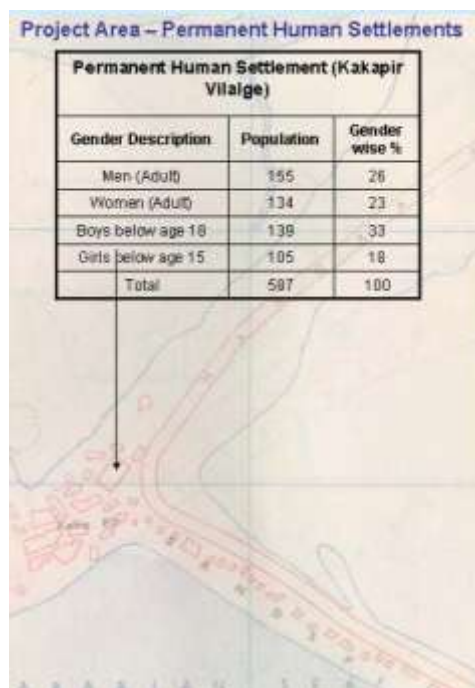 Project Area – Permanent Human Settlements
Permanent Human Settlement (Kakapir
Vilalge)
Gender Description Population Gender
wise %
Men (Adult) 155 26
Women (Adult) 134 23
Boys below age 18 139 33
Girls below age 15 105 18
Total 587 100